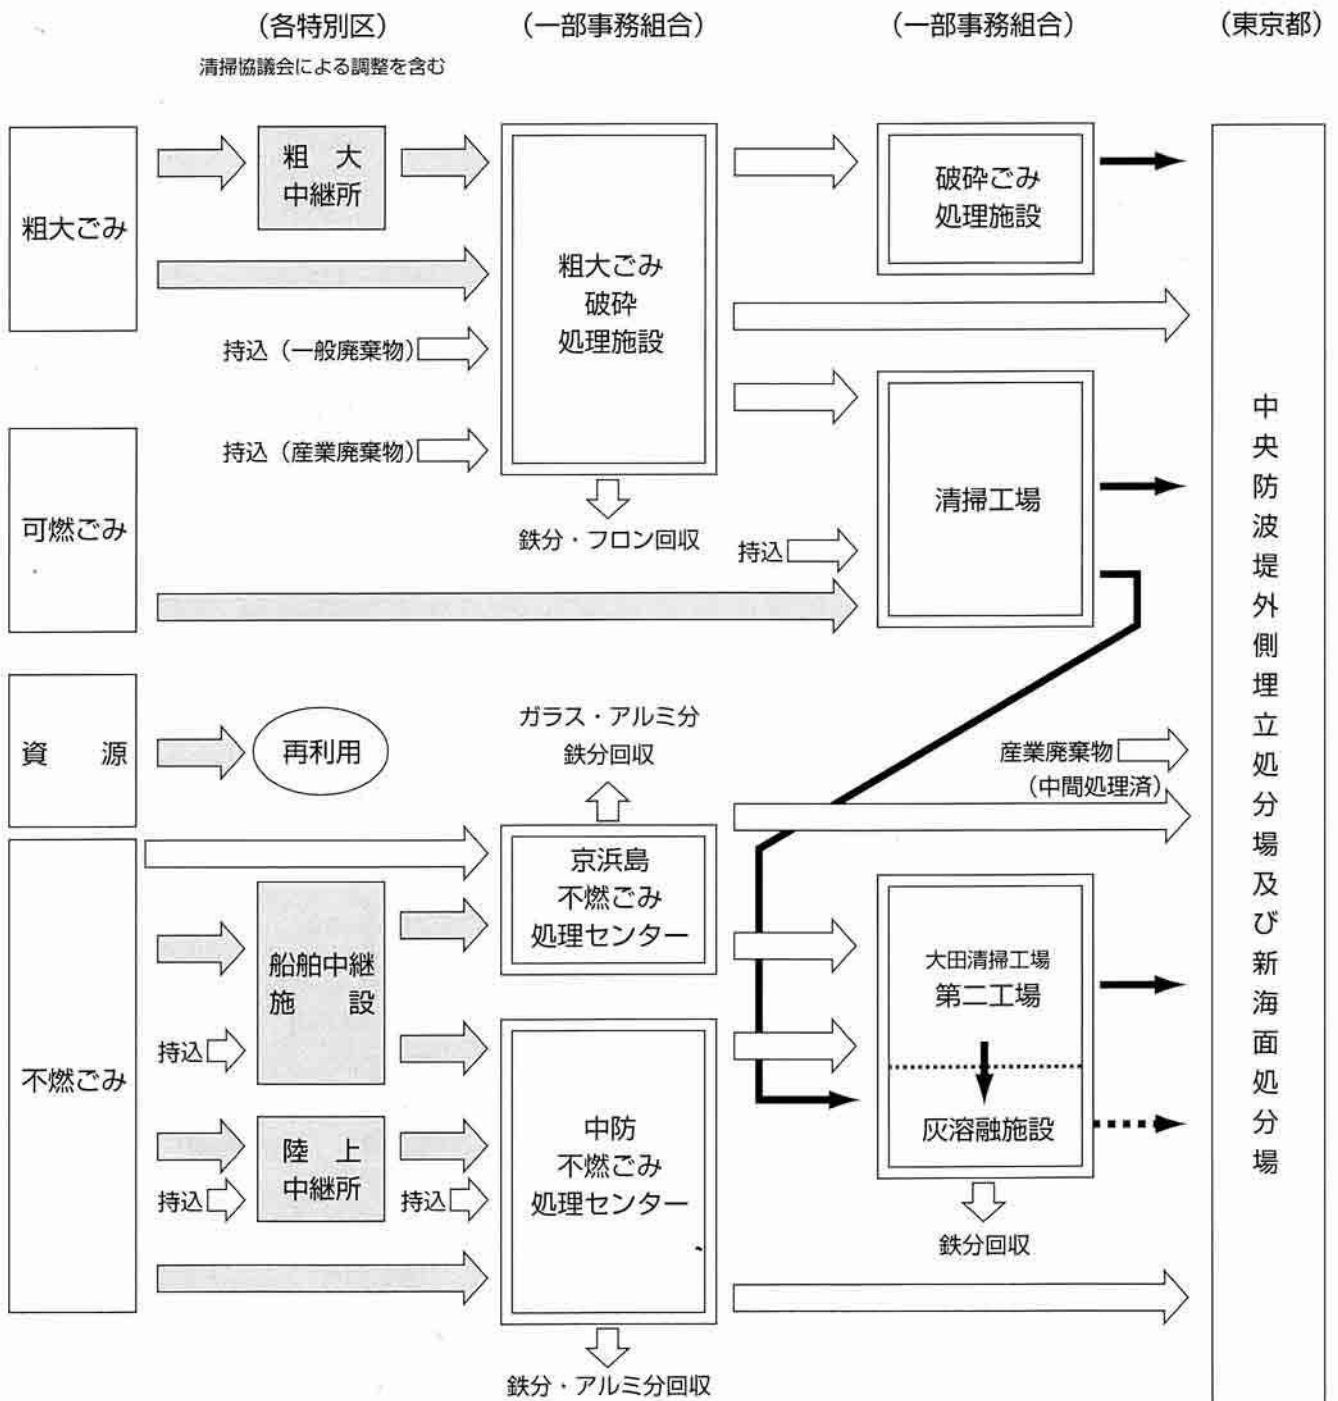 （各特別区）
清掃協議会による調整を含む
（一部事務組合）
（一部事務組合）
（東京都）
粗大ごみ
粗　大
中継所
持込（一般廃棄物）
持込（産業廃棄物）
粗大ごみ
破砕
処理施設
鉄分・フロン回収
破砕ごみ
処理施設
可燃ごみ
持込
清掃工場
資　源
再利用
ガラス・アルミ分
鉄分回収
産業廃棄物
（中間処理済）
不燃ごみ
船舶中継
施　設
持込
陸　上
中継所
持込
持込
京浜島
不燃ごみ
処理センター
中防
不燃ごみ
処理センター
鉄分・アルミ分回収
大田清掃工場
第二工場
灰溶融施設
鉄分回収
中央防波堤外側埋立処分場及び新海面処分場